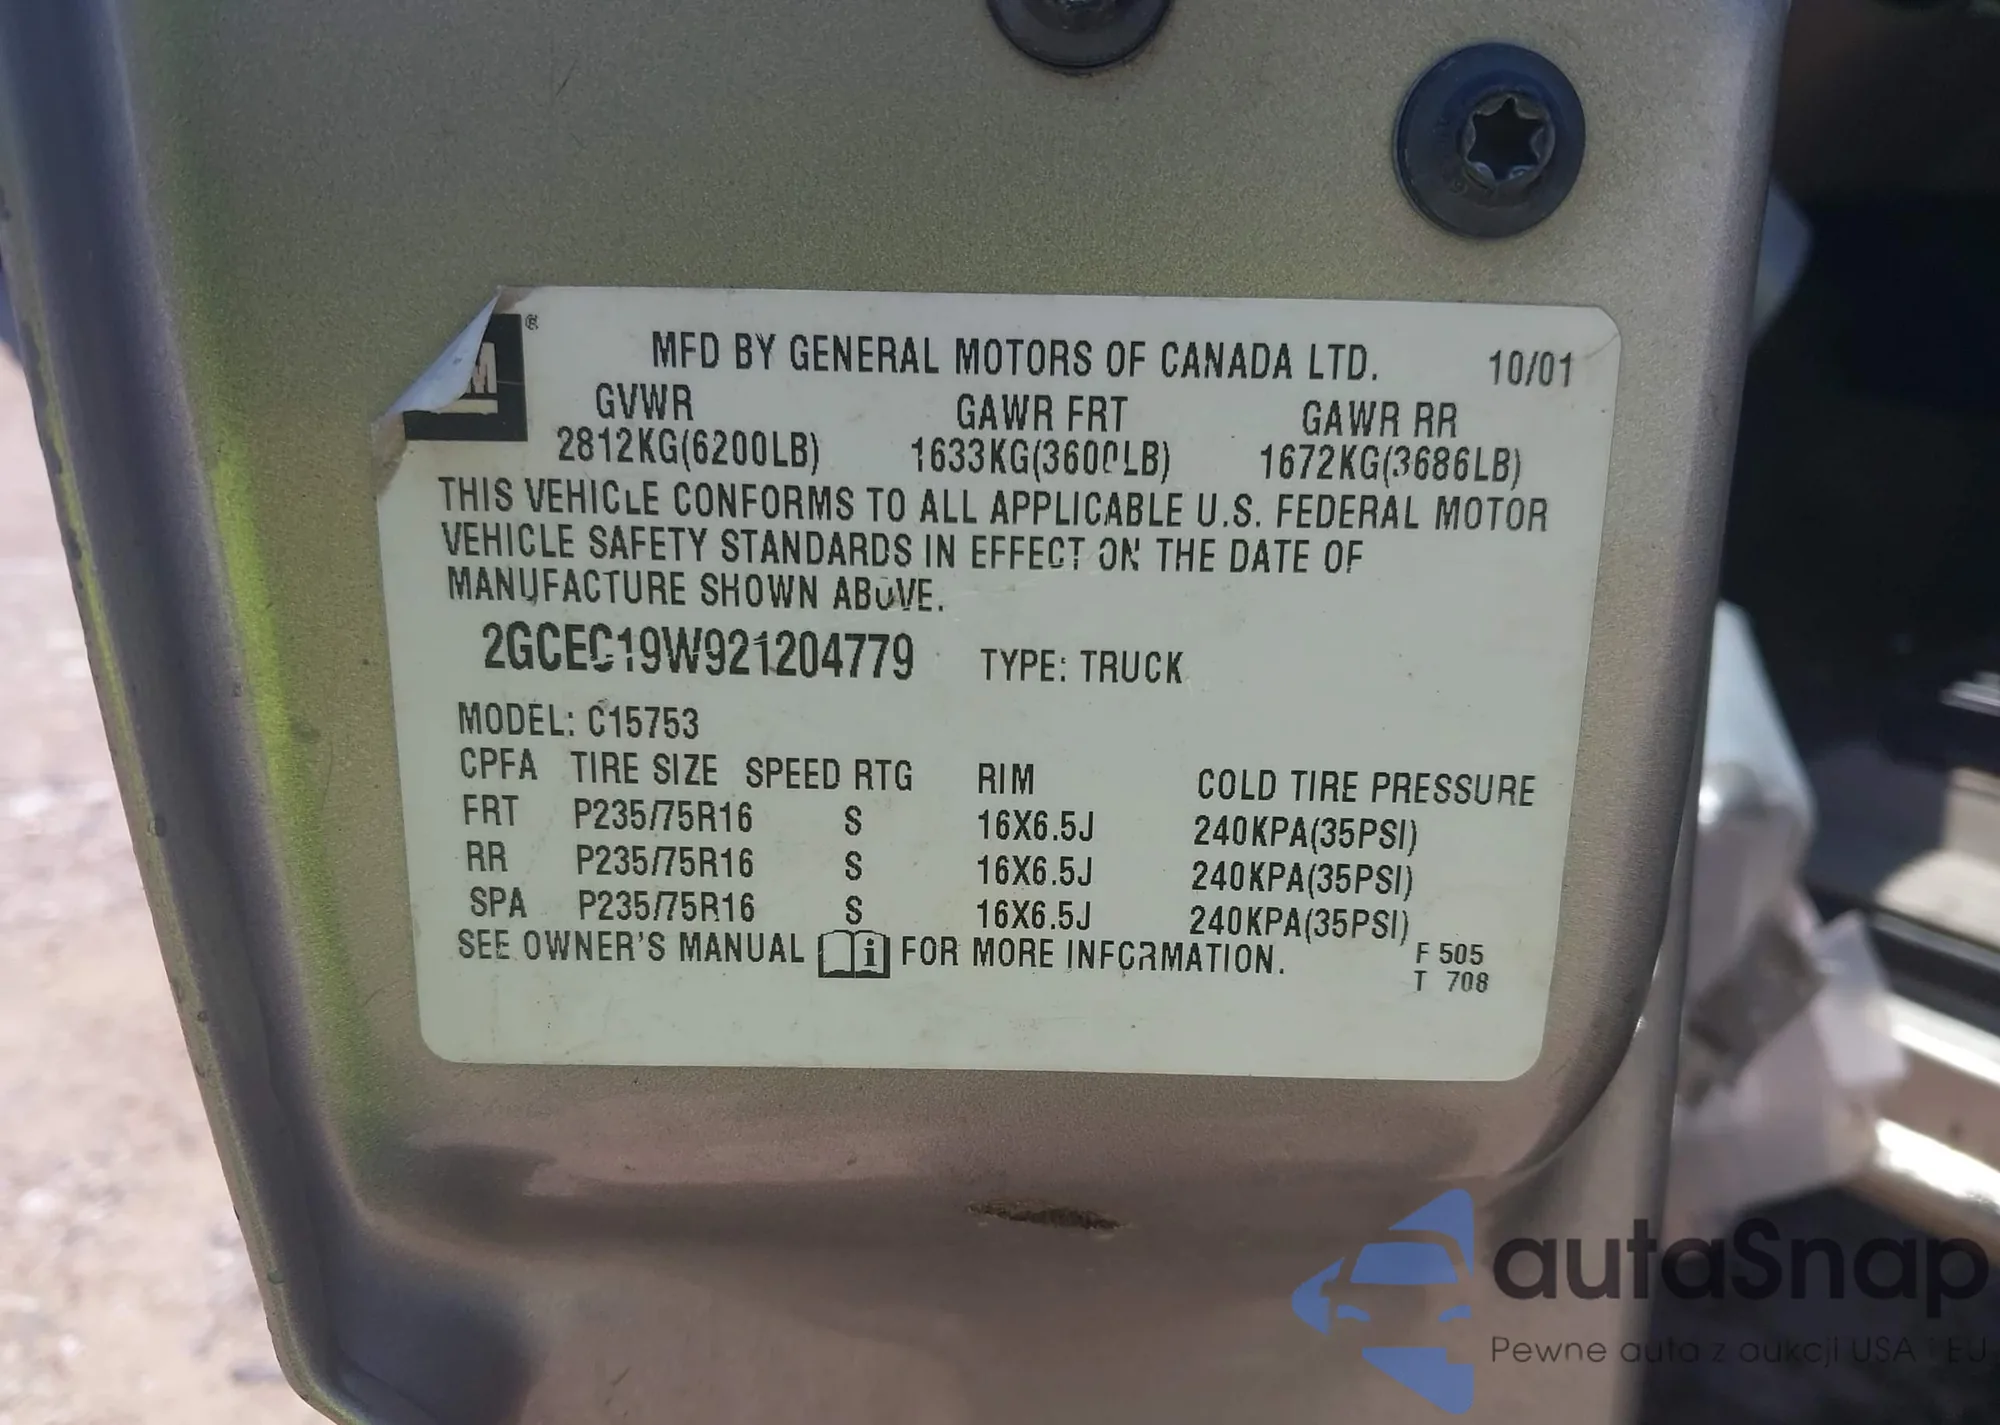 M ®
MFD BY GENERAL MOTORS OF CANADA LTD. 10/01
GVWR GAWR FRT GAWR RR
2812KG(6200LB) 1633KG(3600LB) 1672KG(3686LB)
THIS VEHICLE CONFORMS TO ALL APPLICABLE U.S. FEDERAL MOTOR
VEHICLE SAFETY STANDARDS IN EFFECT ON THE DATE OF
MANUFACTURE SHOWN ABOVE.
2GCEC19W921204779 TYPE: TRUCK
MODEL: C15753
CPFA TIRE SIZE SPEED RTG RIM COLD TIRE PRESSURE
FRT P235/75R16 S 16X6.5J 240KPA(35PSI)
RR P235/75R16 S 16X6.5J 240KPA(35PSI)
SPA P235/75R16 S 16X6.5J 240KPA(35PSI)
SEE OWNER'S MANUAL i FOR MORE INFORMATION.
F 505
T 708
autaSnap
Pewne auta z aukcji USA i EU